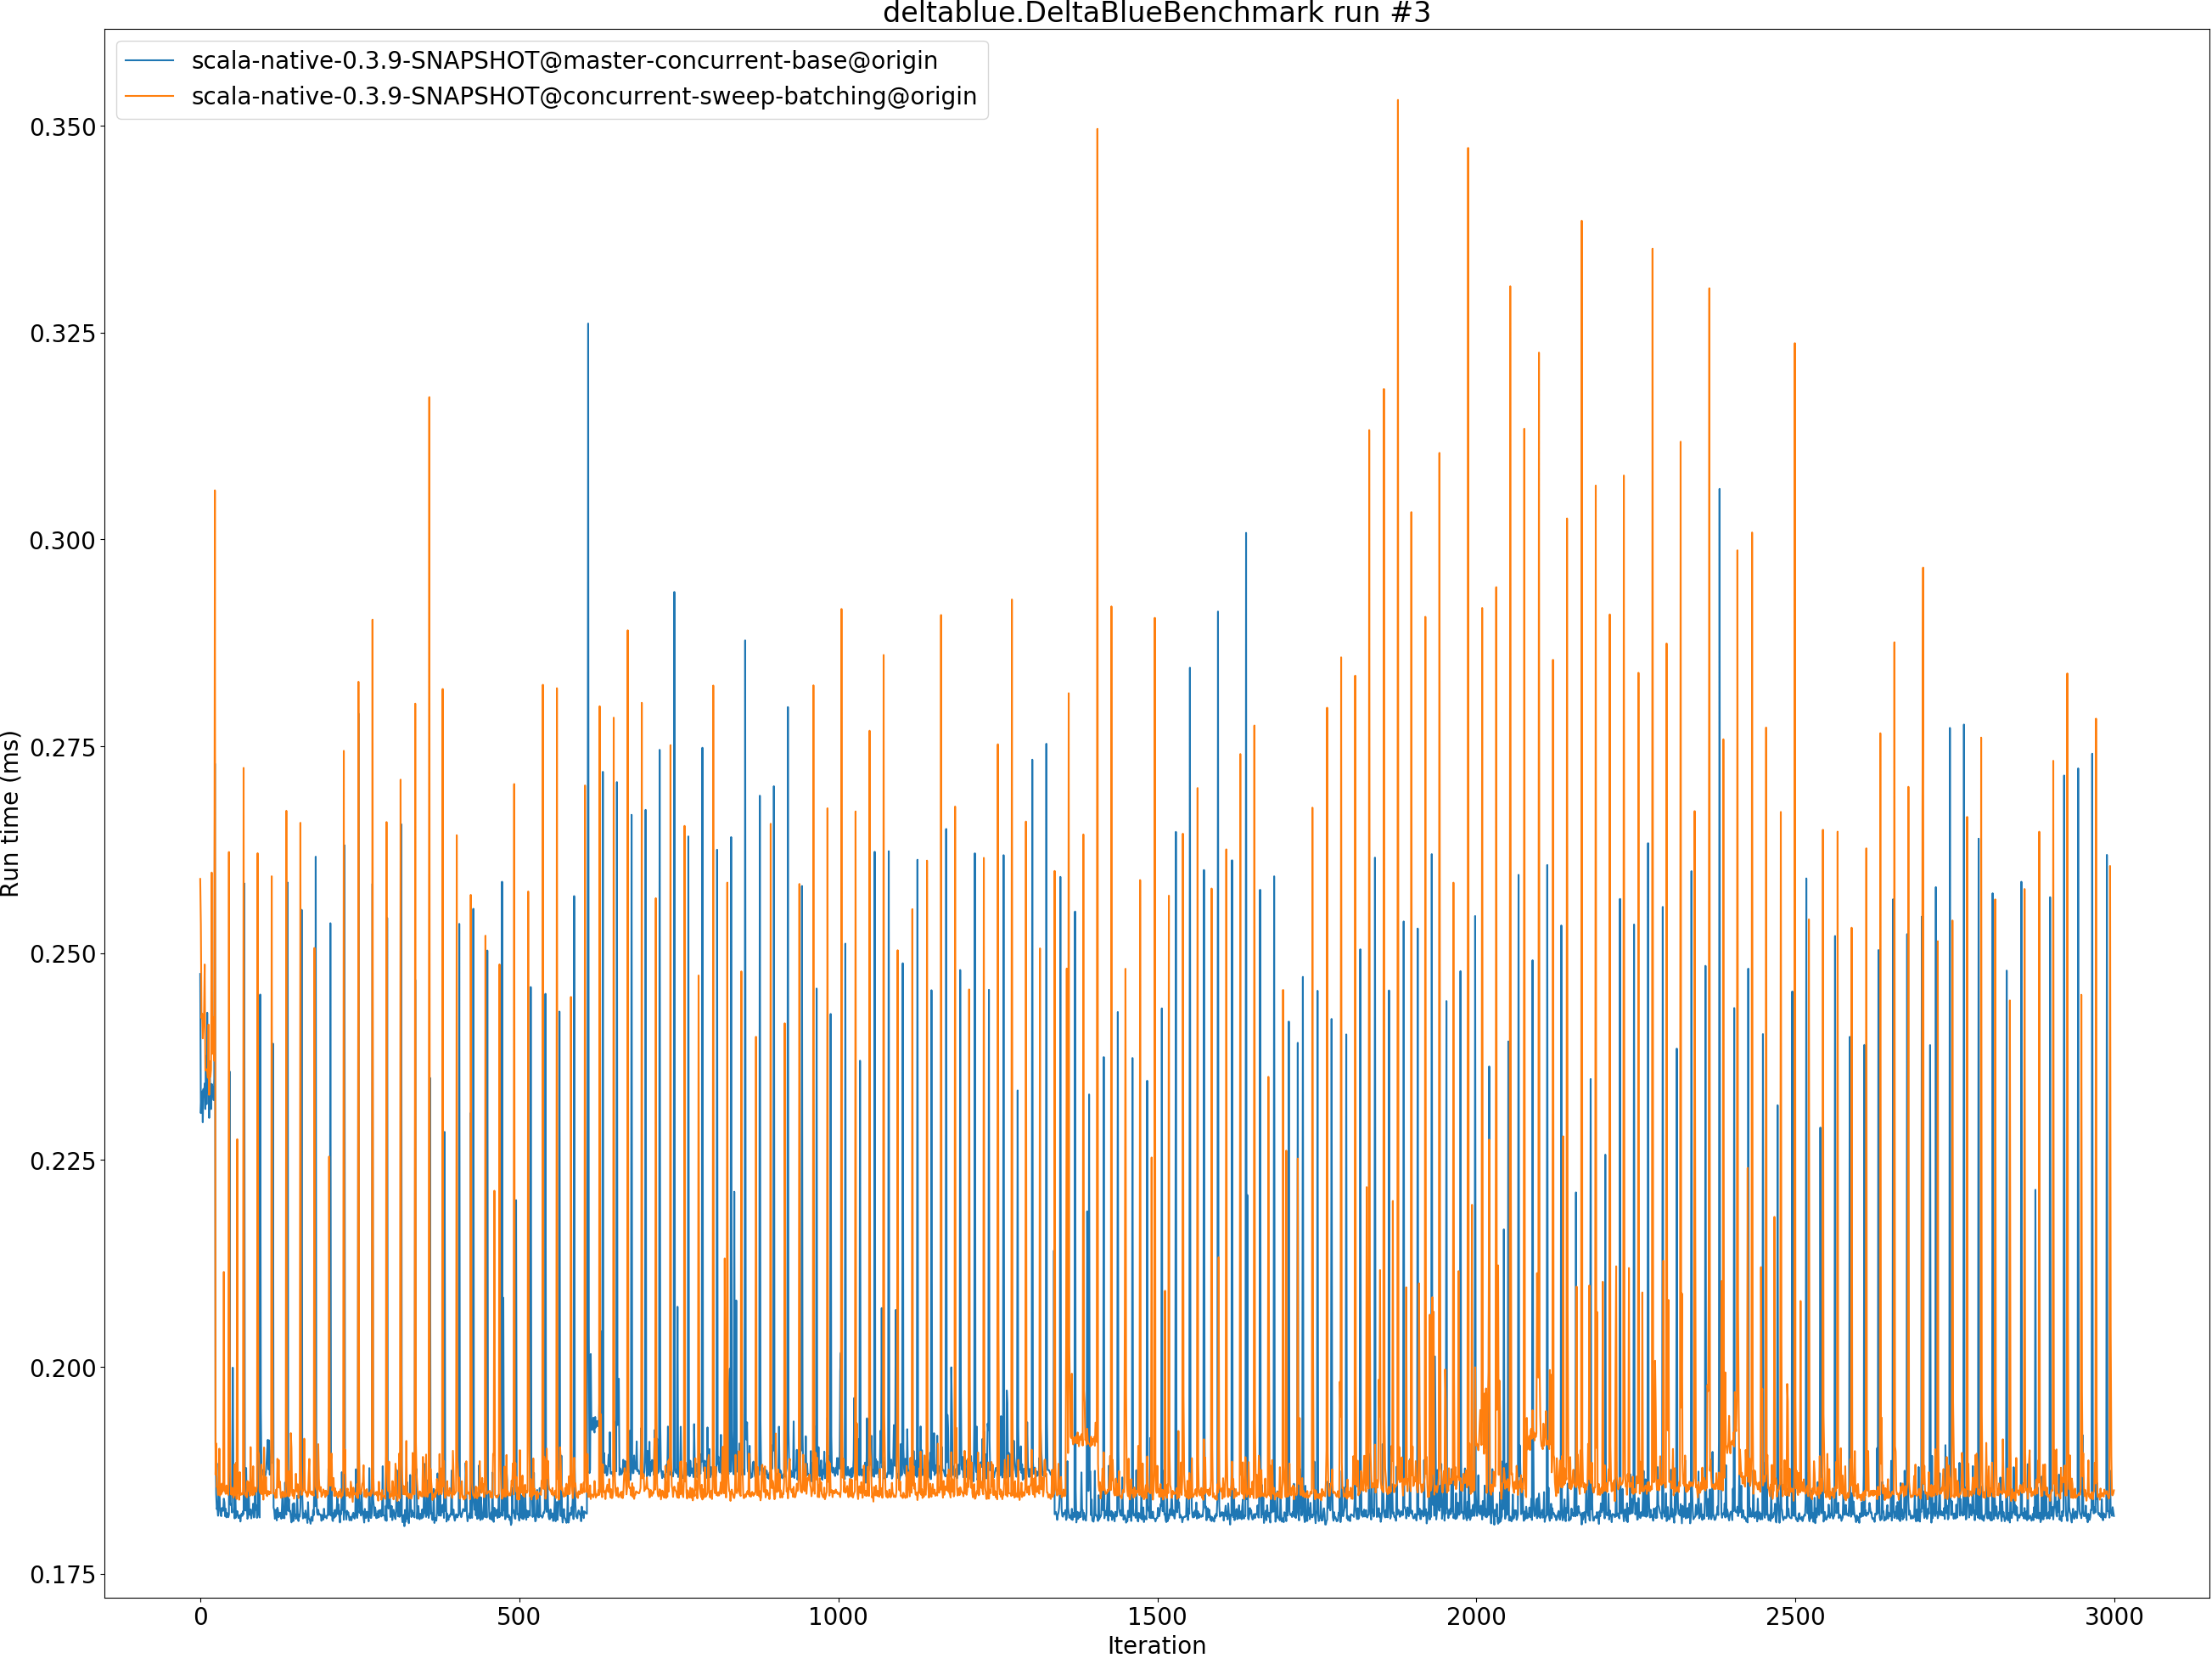 deltablue.DeltaBlueBenchmark run #3
scala-native-0.3.9-SNAPSHOT@master-concurrent-base@origin
scala-native-0.3.9-SNAPSHOT@concurrent-sweep-batching@origin
Run time (ms)
0.350
0.325
0.300
0.275
0.250
0.225
0.200
0.175
0 500 1000 1500 2000 2500 3000
Iteration